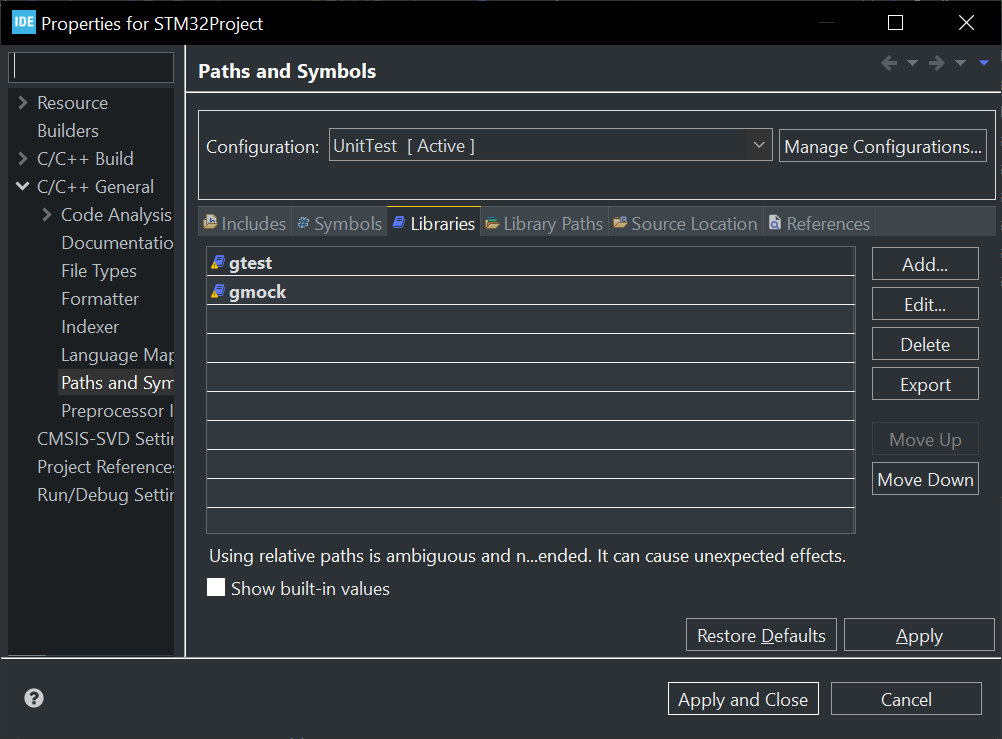 IDE Properties for STM32Project
Paths and Symbols
Resource
Builders
C/C++ Build
C/C++ General
Code Analysis
Documentatio
File Types
Formatter
Indexer
Language Map
Paths and Sym
Preprocessor I
CMSIS-SVD Settin
Project References
Run/Debug Settin
Configuration: UnitTest [ Active ] Manage Configurations...
Includes Symbols Libraries Library Paths Source Location References
gtest
gmock
Add...
Edit...
Delete
Export
Move Up
Move Down
Using relative paths is ambiguous and n...ended. It can cause unexpected effects.
Show built-in values
Restore Defaults Apply
? Apply and Close Cancel